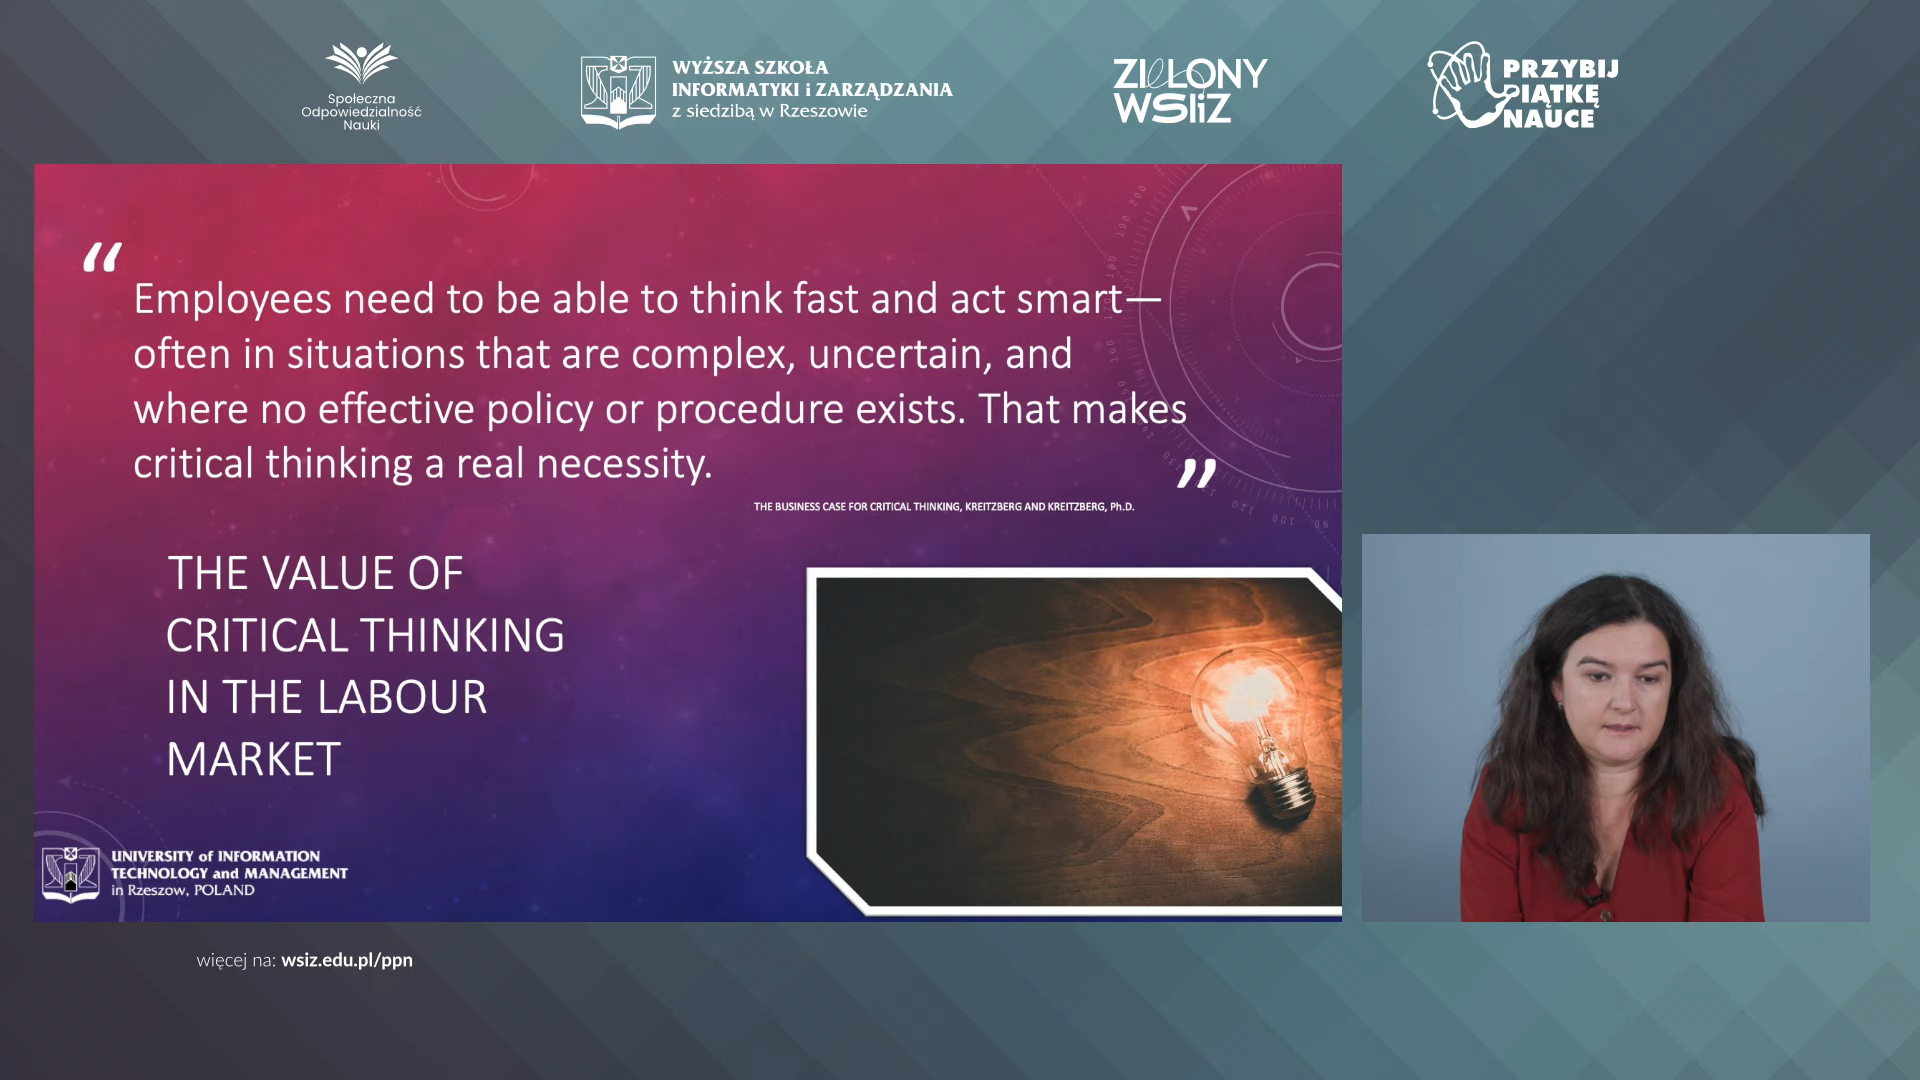 Społeczna
Odpowiedzialność
Nauki
WYŻSZA SZKOŁA
INFORMATYKI i ZARZĄDZANIA
z siedzibą w Rzeszowie
ZIELONY
WSIiZ
PRZYBIJ
PIĄTKĘ
NAUCE
“
Employees need to be able to think fast and act smart—
often in situations that are complex, uncertain, and
where no effective policy or procedure exists. That makes
critical thinking a real necessity.
”
THE BUSINESS CASE FOR CRITICAL THINKING, KREITZBERG AND KREITZBERG, Ph.D.
THE VALUE OF
CRITICAL THINKING
IN THE LABOUR
MARKET
UNIVERSITY of INFORMATION
TECHNOLOGY and MANAGEMENT
in Rzeszow, POLAND
więcej na: wsiz.edu.pl/ppn